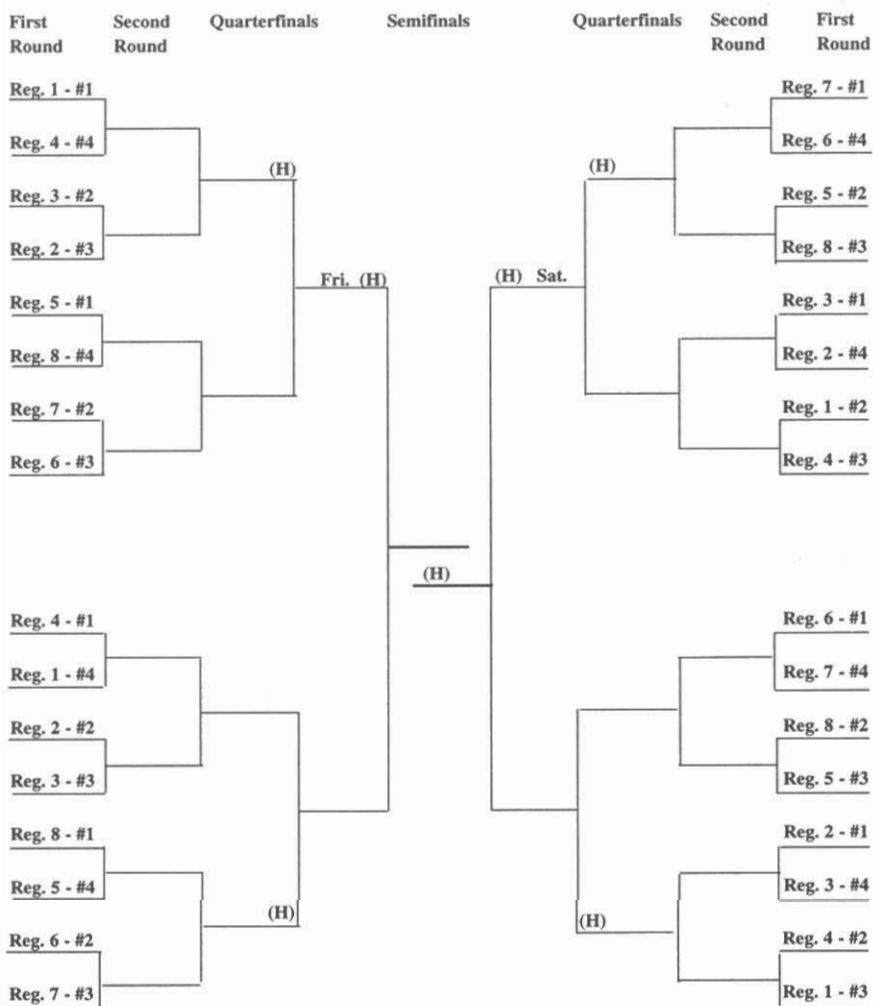 First Second Quarterfinals Semifinals Quarterfinals Second First
Round Round Round Round
Reg. 1 - #1 Reg. 7 - #1
Reg. 4 - #4 Reg. 6 - #4
(H) (H)
Reg. 3 - #2 Reg. 5 - #2
Reg. 2 - #3 Reg. 8 - #3
Fri. (H) (H) Sat.
Reg. 5 - #1 Reg. 3 - #1
Reg. 8 - #4 Reg. 2 - #4
Reg. 7 - #2 Reg. 1 - #2
Reg. 6 - #3 Reg. 4 - #3
(H)
Reg. 4 - #1 Reg. 6 - #1
Reg. 1 - #4 Reg. 7 - #4
Reg. 2 - #2 Reg. 8 - #2
Reg. 3 - #3 Reg. 5 - #3
Reg. 8 - #1 Reg. 2 - #1
Reg. 5 - #4 Reg. 3 - #4
(H) (H)
Reg. 6 - #2 Reg. 4 - #2
Reg. 7 - #3 Reg. 1 - #3